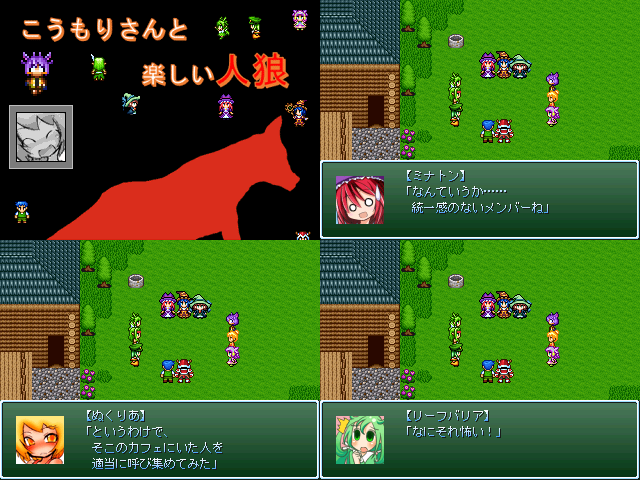 こうもりさんと
楽しい人狼
【ミナトン】
「なんていうか……
統一感のないメンバーね」
【ぬくりあ】
「というわけで、
そこのカフェにいた人を
適当に呼び集めてみた」
【リーフバリア】
「なにそれ怖い！」